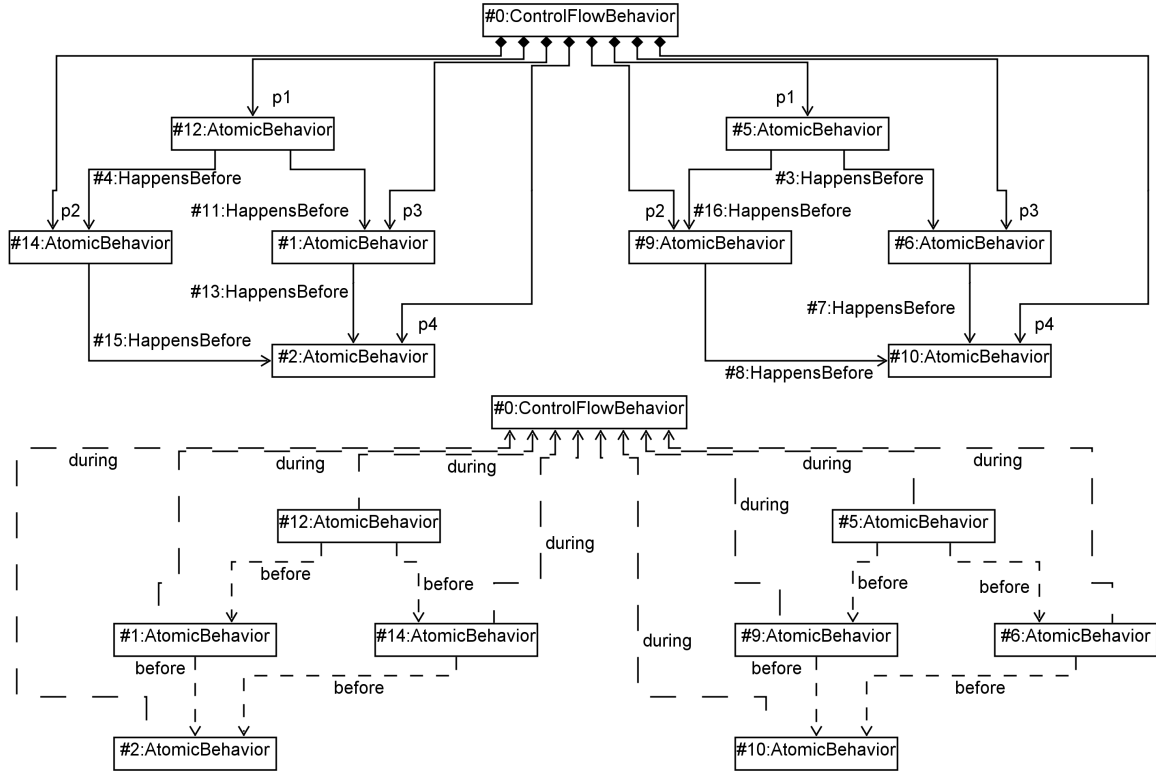 #0:ControlFlowBehavior
p1
p1
#12:AtomicBehavior
#5:AtomicBehavior
#4:HappensBefore
#3:HappensBefore
#11:HappensBefore
#16:HappensBefore
p2
p3
p2
p3
#14:AtomicBehavior
#1:AtomicBehavior
#9:AtomicBehavior
#6:AtomicBehavior
#13:HappensBefore
#7:HappensBefore
p4
p4
#15:HappensBefore
#2:AtomicBehavior
#10:AtomicBehavior
#8:HappensBefore
#0:ControlFlowBehavior
during
during
during
during
during
during
#12:AtomicBehavior
#5:AtomicBehavior
during
before
before
before
before
#1:AtomicBehavior
#14:AtomicBehavior
during
#9:AtomicBehavior
#6:AtomicBehavior
before
before
before
before
#2:AtomicBehavior
#10:AtomicBehavior